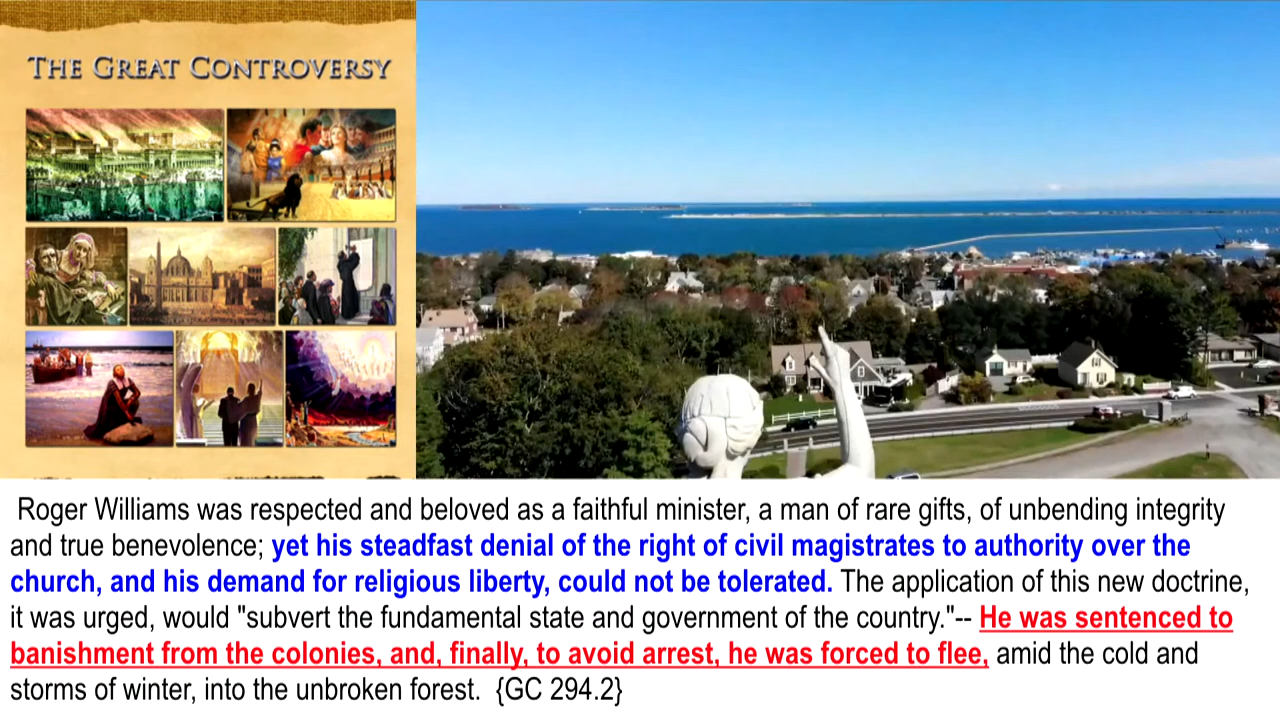 THE GREAT CONTROVERSY
Roger Williams was respected and beloved as a faithful minister, a man of rare gifts, of unbending integrity
and true benevolence; yet his steadfast denial of the right of civil magistrates to authority over the
church, and his demand for religious liberty, could not be tolerated. The application of this new doctrine,
it was urged, would "subvert the fundamental state and government of the country."-- He was sentenced to
banishment from the colonies, and, finally, to avoid arrest, he was forced to flee, amid the cold and
storms of winter, into the unbroken forest.  {GC 294.2}